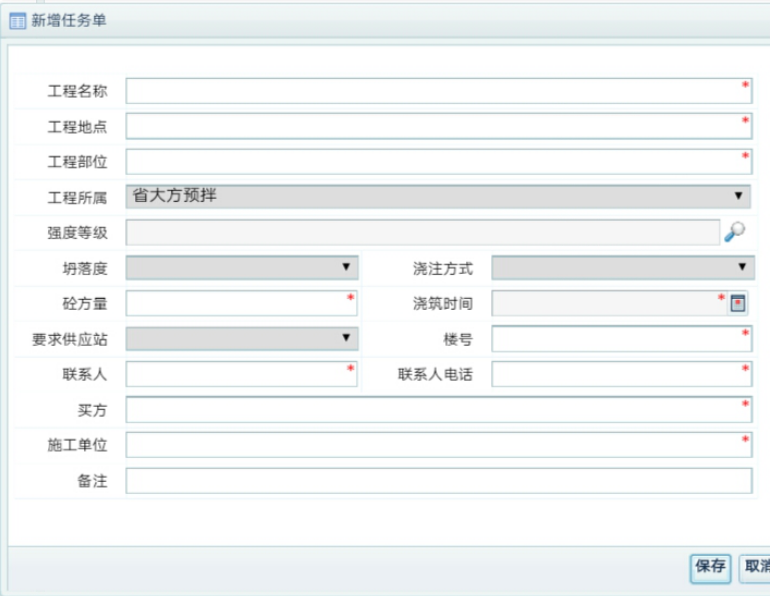 新增任务单
工程名称 *
工程地点 *
工程部位 *
工程所属 省大方预拌
强度等级
坍落度 浇注方式
砼方量 * 浇筑时间 *
要求供应站 楼号 *
联系人 * 联系人电话 *
买方 *
施工单位 *
备注
保存 取消